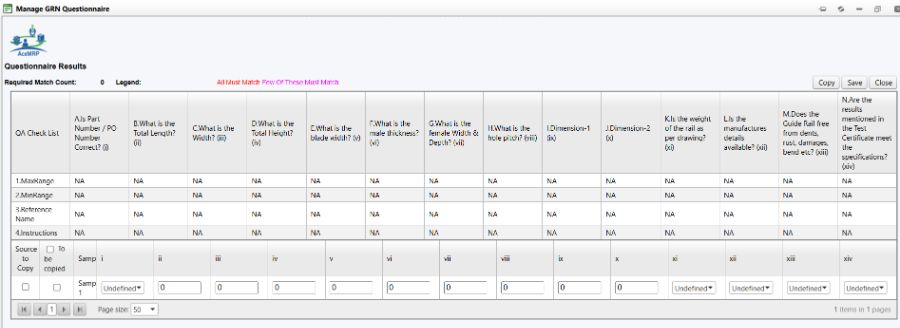 Manage GRN Questionnaire
AceMRP
Questionnaire Results
Required Match Count: 0 Legend: All Must Match Few Of These Must Match
Copy Save Close
QA Check List
A.Is Part
Number / PO
Number
Correct? (i)
B.What is the
Total Length?
(ii)
C.What is the
Width? (iii)
D.What is the
Total Height?
(iv)
E.What is the
blade width? (v)
F.What is the
male thickness?
(vi)
G.What is the
female Width &
Depth? (vii)
H.What is the
hole pitch? (viii)
I.Dimension-1
(ix)
J.Dimension-2
(x)
K.Is the weight
of the rail as
per drawing?
(xi)
L.Is the
manufactures
details
available? (xii)
M.Does the
Guide Rail free
from dents,
rust, damages,
bend etc? (xiii)
N.Are the
results
mentioned in
the Test
Certificate meet
the
specifications?
(xiv)
1.MaxRange NA NA NA NA NA NA NA NA NA NA NA NA NA NA
2.MinRange NA NA NA NA NA NA NA NA NA NA NA NA NA NA
3.Reference
Name NA NA NA NA NA NA NA NA NA NA NA NA NA NA
4.Instructions NA NA NA NA NA NA NA NA NA NA NA NA NA NA
Source
to
Copy
To
be
copied
Samp i ii iii iv v vi vii viii ix x xi xii xiii xiv
Samp
1
Undefined 0 0 0 0 0 0 0 0 0 Undefined Undefined Undefined Undefined
1 Page size: 50 1 items in 1 pages